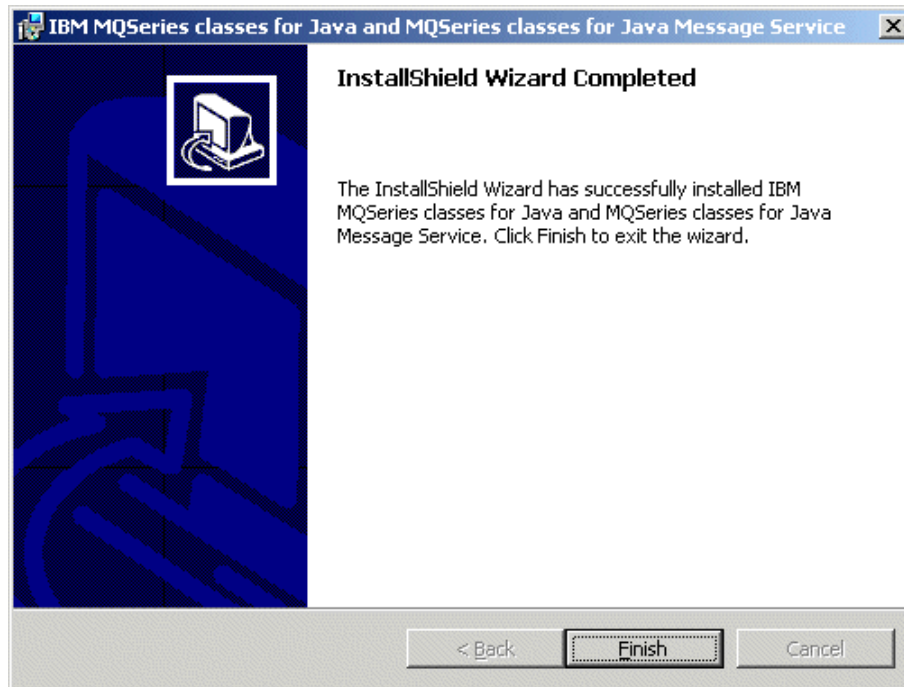 IBM MQSeries classes for Java and MQSeries classes for Java Message Service
InstallShield Wizard Completed
The InstallShield Wizard has successfully installed IBM
MQSeries classes for Java and MQSeries classes for Java
Message Service. Click Finish to exit the wizard.
< Back
Finish
Cancel